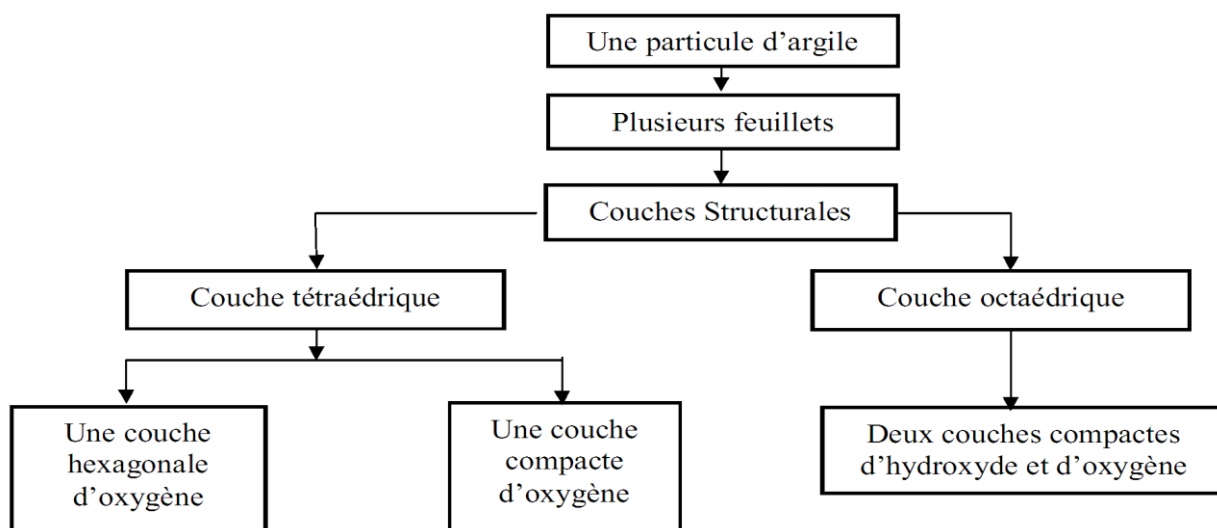 Une particule d’argile
Plusieurs feuillets
Couches Structurales
Couche tétraédrique
Couche octaédrique
Une couche
hexagonale
d’oxygène
Une couche
compacte
d’oxygène
Deux couches compactes
d’hydroxyde et d’oxygène